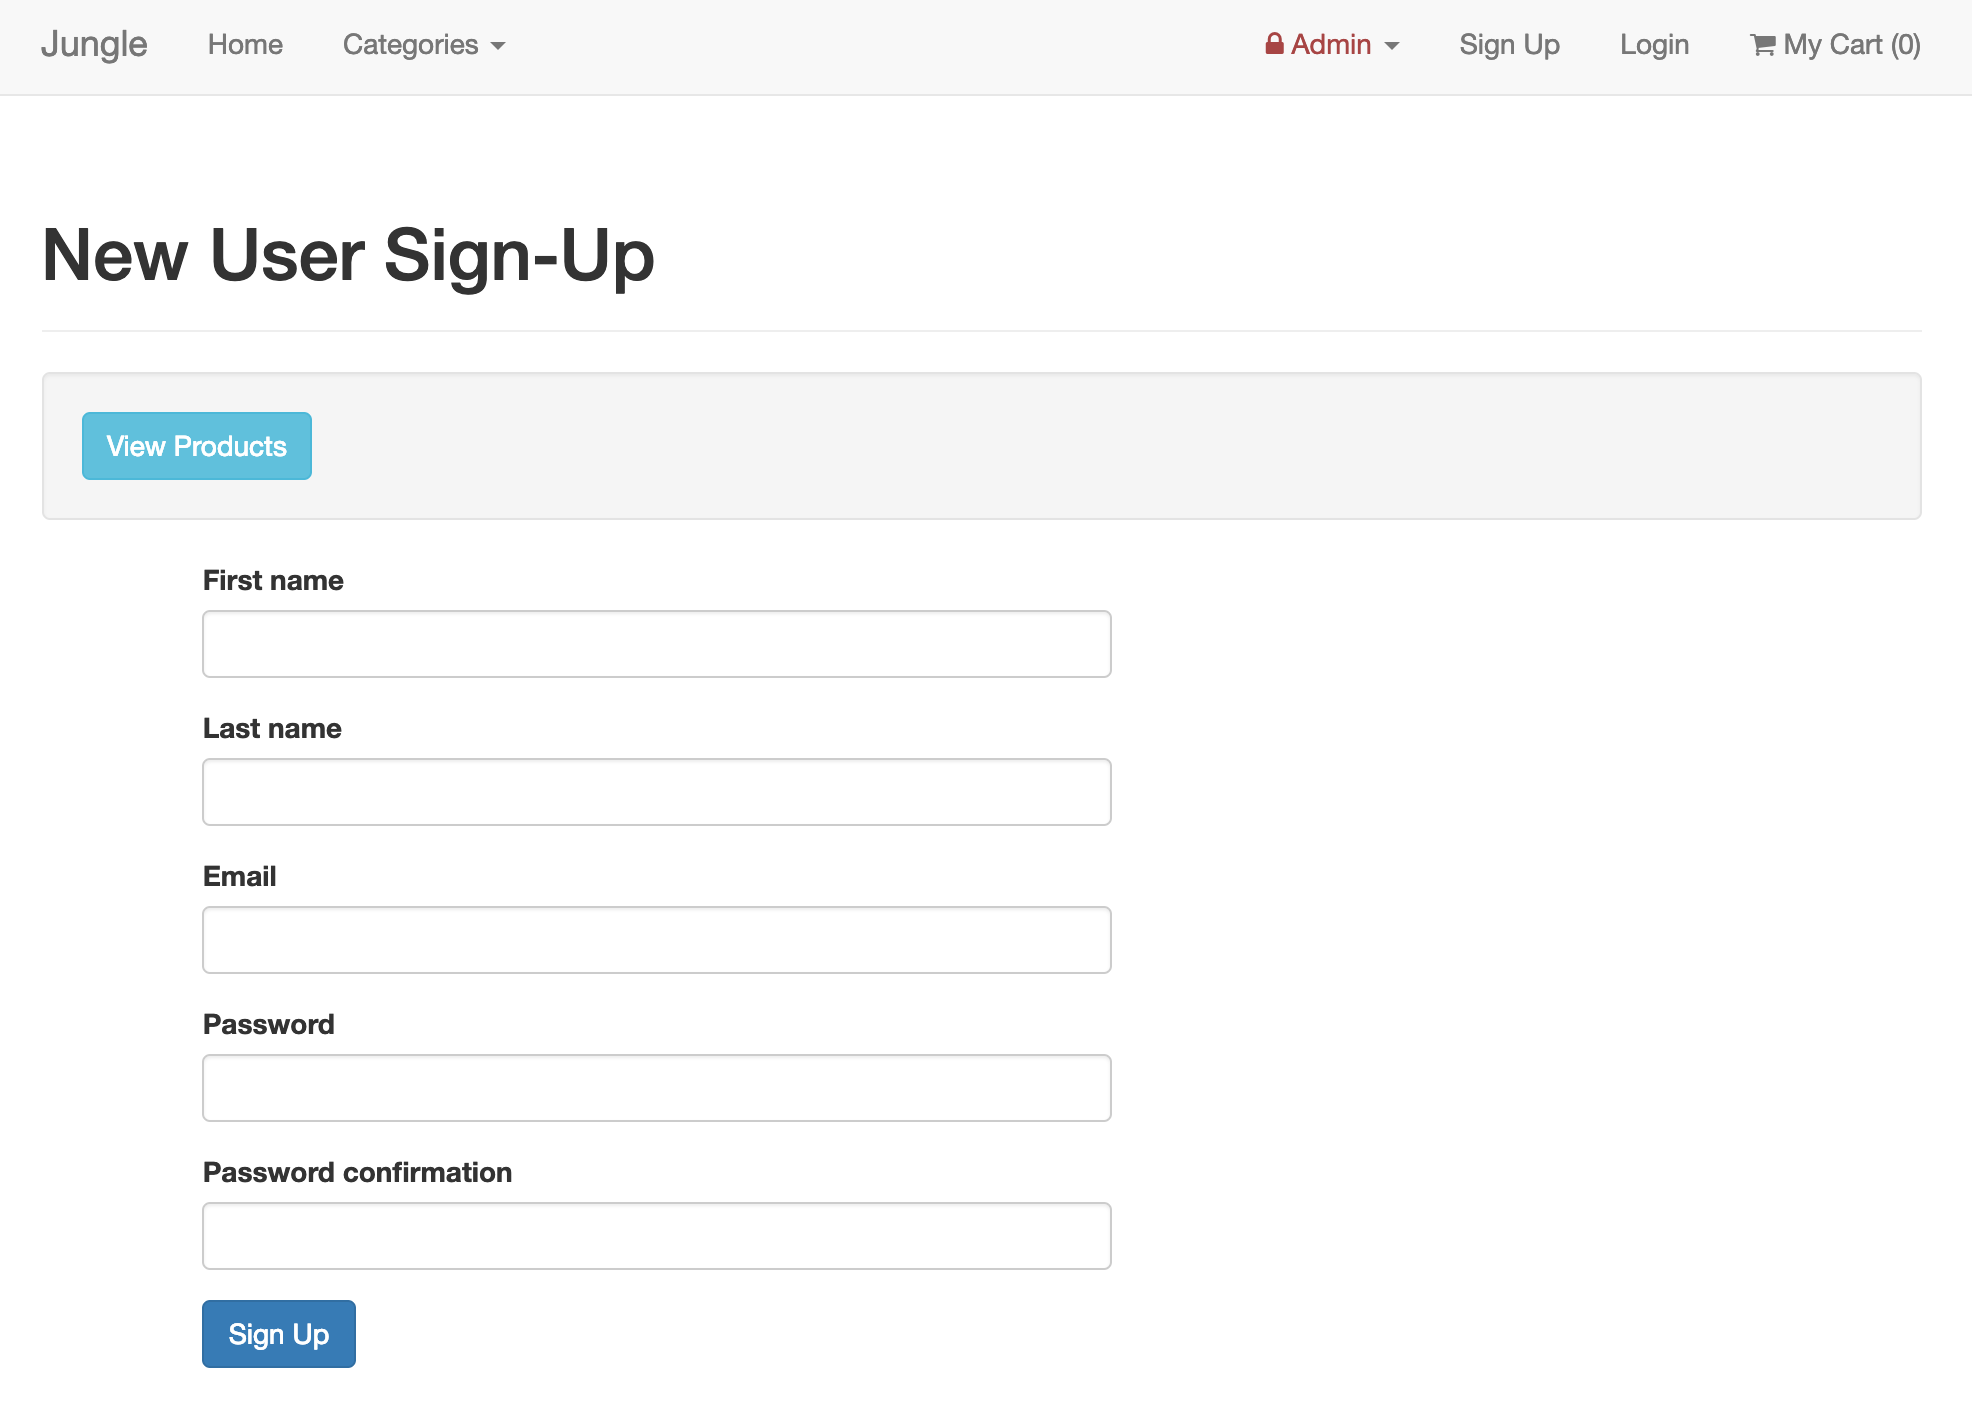 Jungle Home Categories Admin Sign Up Login My Cart (0)
New User Sign-Up
View Products
First name
Last name
Email
Password
Password confirmation
Sign Up